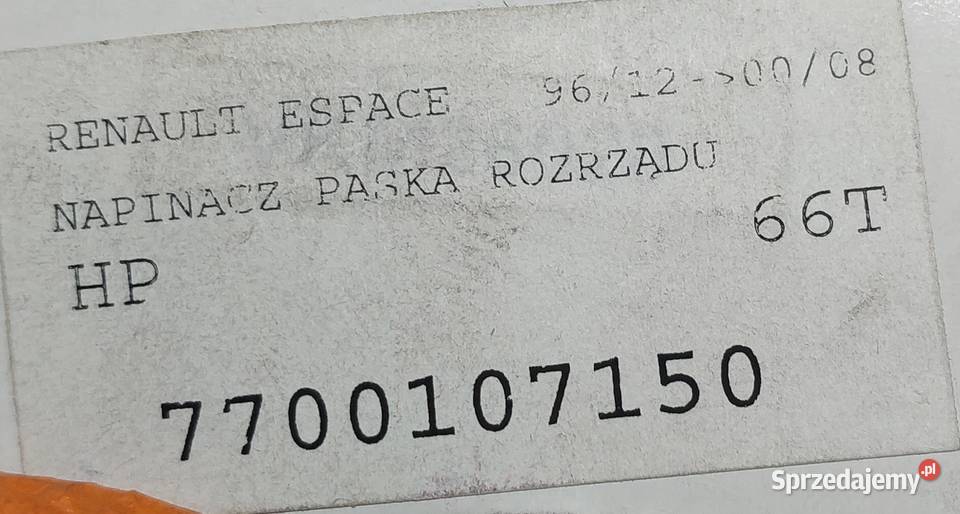 RENAULT ESPACE 96/12->00/08
NAPINACZ PASKA ROZRZĄDU
HP 66T
7700107150
Sprzedajemy.pl